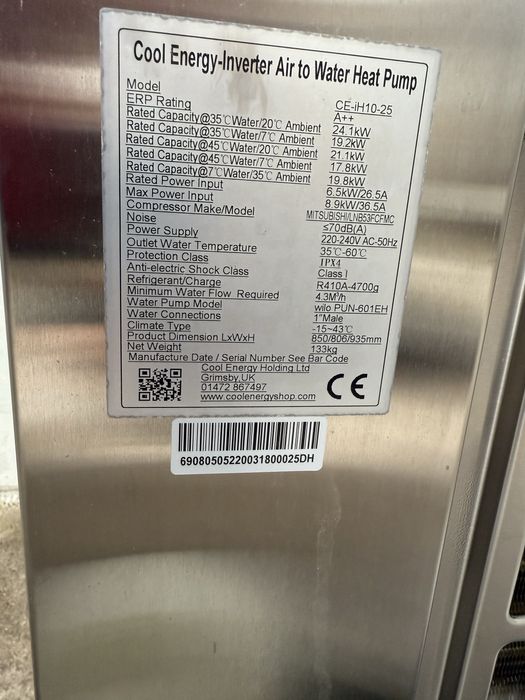 Cool Energy-Inverter Air to Water Heat Pump
Model CE-iH10-25
ERP Rating A++
Rated Capacity@35℃Water/20℃ Ambient 24.1kW
Rated Capacity@35℃Water/7℃ Ambient 19.2kW
Rated Capacity@45℃Water/20℃ Ambient 21.1kW
Rated Capacity@45℃Water/7℃ Ambient 17.8kW
Rated Capacity@7℃Water/35℃ Ambient 19.8kW
Rated Power Input 6.5kW/26.5A
Max Power Input 8.9kW/36.5A
Compressor Make/Model MITSUBISHI/LNB53FCFMC
Noise ≤70dB(A)
Power Supply 220-240V AC-50Hz
Outlet Water Temperature 35℃-60℃
Protection Class IPX4
Anti-electric Shock Class Class I
Refrigerant/Charge R410A-4700g
Minimum Water Flow Required 4.3M³/h
Water Pump Model wilo PUN-601EH
Water Connections 1"Male
Climate Type -15~43℃
Product Dimension LxWxH 850/806/935mm
Net Weight 133kg
Manufacture Date / Serial Number See Bar Code
Cool Energy Holding Ltd
Grimsby,UK
01472 867497
www.coolenergyshop.com
CE
69080505220031800025DH